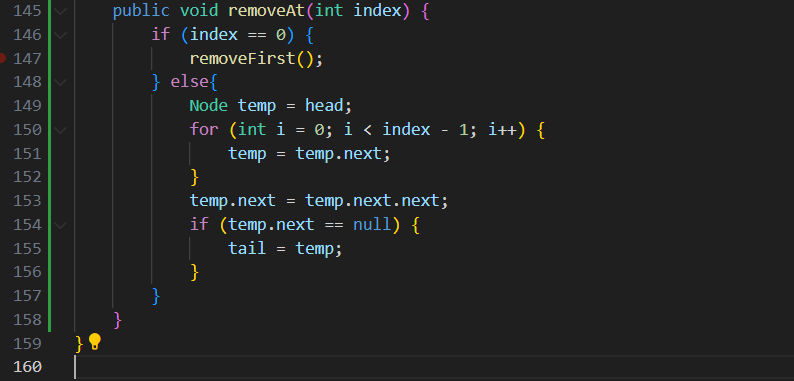 145 public void removeAt(int index) {
146 if (index == 0) {
147 removeFirst();
148 } else{
149 Node temp = head;
150 for (int i = 0; i < index - 1; i++) {
151 temp = temp.next;
152 }
153 temp.next = temp.next.next;
154 if (temp.next == null) {
155 tail = temp;
156 }
157 }
158 }
159 }
160